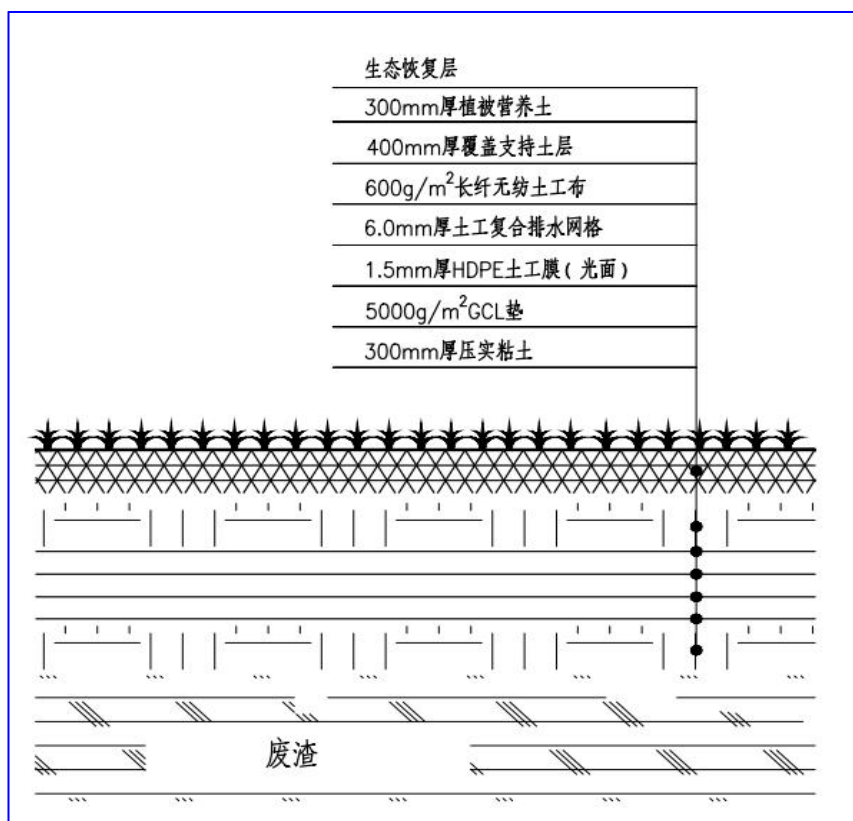 生态恢复层
300mm厚植被营养土
400mm厚覆盖支持土层
600g/m²长纤无纺土工布
6.0mm厚土工复合排水网格
1.5mm厚HDPE土工膜(光面)
5000g/m²GCL垫
300mm厚压实粘土
废渣